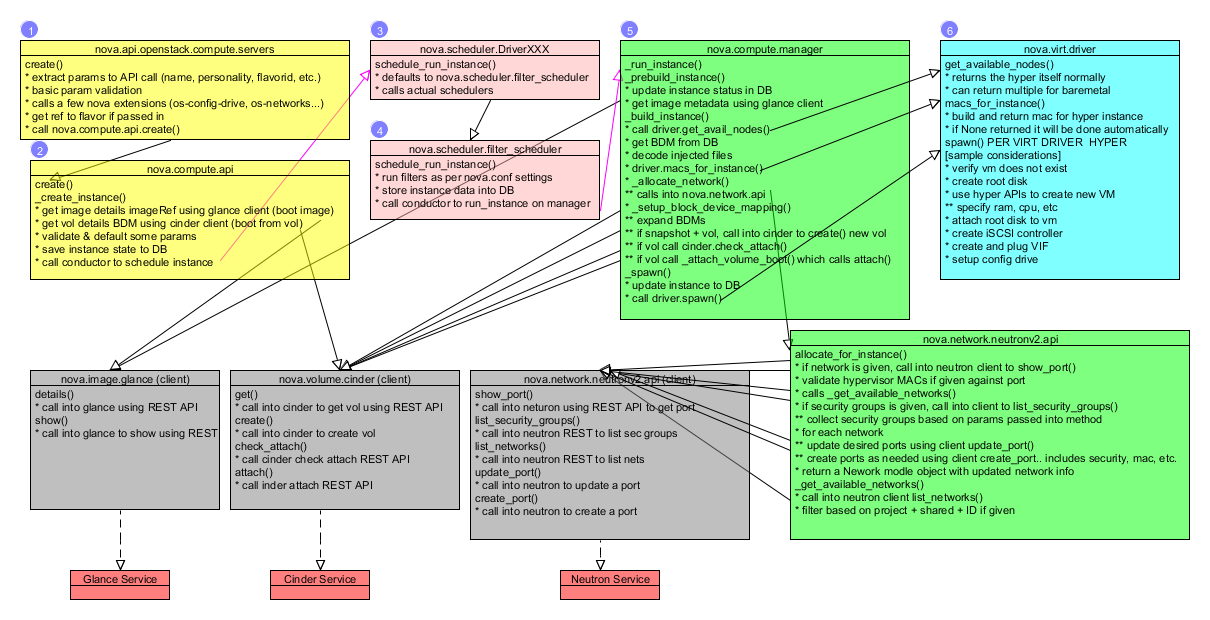 1
nova.api.openstack.compute.servers
create()
* extract params to API call (name, personality, flavorid, etc.)
* basic param validation
* calls a few nova extensions (os-config-drive, os-networks...)
* get ref to flavor if passed in
* call nova.compute.api.create()
2
nova.compute.api
create()
_create_instance()
* get image details imageRef using glance client (boot image)
* get vol details BDM using cinder client (boot from vol)
* validate & default some params
* save instance state to DB
* call conductor to schedule instance
3
nova.scheduler.DriverXXX
schedule_run_instance()
* defaults to nova.scheduler.filter_scheduler
* calls actual schedulers
4
nova.scheduler.filter_scheduler
schedule_run_instance()
* run filters as per nova.conf settings
* store instance data into DB
* call conductor to run_instance on manager
5
nova.compute.manager
_run_instance()
_prebuild_instance()
* update instance status in DB
* get image metadata using glance client
_build_instance()
* call driver.get_avail_nodes()
* get BDM from DB
* decode injected files
* driver.macs_for_instance()
* _allocate_network()
** calls into nova.network.api
* _setup_block_device_mapping()
** expand BDMs
** if snapshot + vol, call into cinder to create() new vol
** if vol call cinder.check_attach()
** if vol call _attach_volume_boot() which calls attach()
_spawn()
* update instance to DB
* call driver.spawn()
6
nova.virt.driver
get_available_nodes()
* returns the hyper itself normally
* can return multiple for baremetal
macs_for_instance()
* build and return mac for hyper instance
* if None returned it will be done automatically
spawn() PER VIRT DRIVER HYPER
[sample considerations]
* verify vm does not exist
* create root disk
* use hyper APIs to create new VM
** specify ram, cpu, etc
* attach root disk to vm
* create iSCSI controller
* create and plug VIF
* setup config drive
nova.network.neutronv2.api
allocate_for_instance()
* if network is given, call into neutron client to show_port()
* validate hypervisor MACs if given against port
* calls _get_available_networks()
* if security groups is given, call into client to list_security_groups()
** collect security groups based on params passed into method
* for each network
** update desired ports using client update_port()
** create ports as needed using client create_port.. includes security, mac, etc.
* return a Nework modle object with updated network info
_get_available_networks()
* call into neutron client list_networks()
* filter based on project + shared + ID if given
nova.image.glance (client)
details()
* call into glance using REST API
show()
* call into glance to show using REST
nova.volume.cinder (client)
get()
* call into cinder to get vol using REST API
create()
* call into cinder to create vol
check_attach()
* call cinder check attach REST API
attach()
* call inder attach REST API
nova.network.neutronv2.api (client)
show_port()
* call into neturon using REST API to get port
list_security_groups()
* call into neutron REST to list sec groups
list_networks()
* call into neutron REST to list nets
update_port()
* call into neutron to update a port
create_port()
* call into neutron to create a port
Glance Service
Cinder Service
Neutron Service